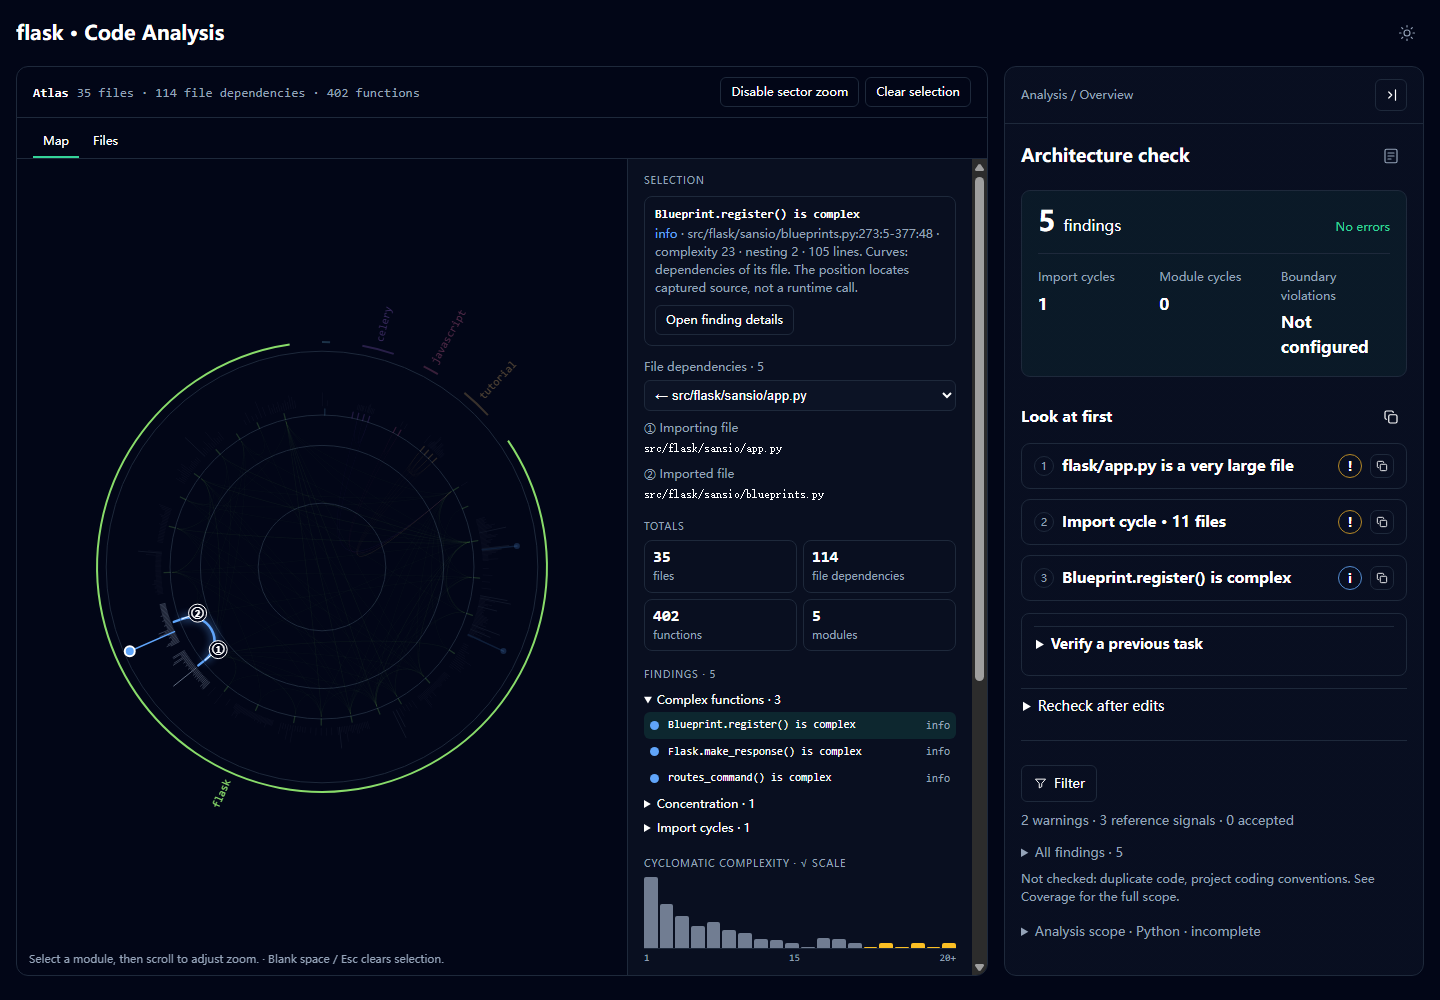 flask • Code Analysis
Atlas 35 files · 114 file dependencies · 402 functions
Disable sector zoom
Clear selection
Map
Files
celery
javascript
tutorial
flask
②
①
Select a module, then scroll to adjust zoom. · Blank space / Esc clears selection.
SELECTION
Blueprint.register() is complex
info · src/flask/sansio/blueprints.py:273:5-377:48 ·
complexity 23 · nesting 2 · 105 lines. Curves:
dependencies of its file. The position locates
captured source, not a runtime call.
Open finding details
File dependencies · 5
← src/flask/sansio/app.py
① Importing file
src/flask/sansio/app.py
② Imported file
src/flask/sansio/blueprints.py
TOTALS
35
files
114
file dependencies
402
functions
5
modules
FINDINGS · 5
▼ Complex functions · 3
Blueprint.register() is complex info
Flask.make_response() is complex info
routes_command() is complex info
▶ Concentration · 1
▶ Import cycles · 1
CYCLOMATIC COMPLEXITY · √ SCALE
1 15 20+
Analysis / Overview
Architecture check
5 findings
No errors
Import cycles
1
Module cycles
0
Boundary
violations
Not
configured
Look at first
1 flask/app.py is a very large file !
2 Import cycle • 11 files !
3 Blueprint.register() is complex i
▶ Verify a previous task
▶ Recheck after edits
Filter
2 warnings · 3 reference signals · 0 accepted
▶ All findings · 5
Not checked: duplicate code, project coding conventions. See
Coverage for the full scope.
▶ Analysis scope · Python · incomplete